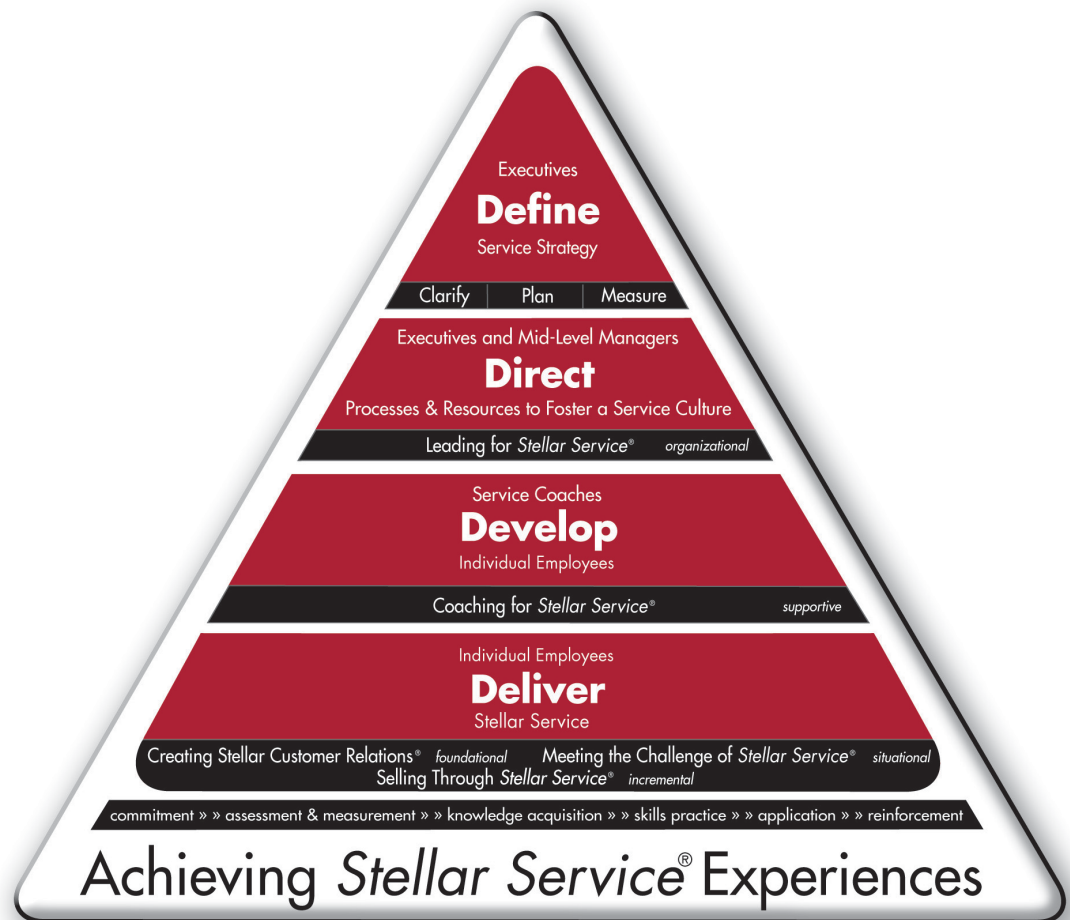 Executives
Define
Service Strategy
Clarify Plan Measure
Executives and Mid-Level Managers
Direct
Processes & Resources to Foster a Service Culture
Leading for Stellar Service® organizational
Service Coaches
Develop
Individual Employees
Coaching for Stellar Service® supportive
Individual Employees
Deliver
Stellar Service
Creating Stellar Customer Relations® foundational Meeting the Challenge of Stellar Service® situational
Selling Through Stellar Service® incremental
commitment » » assessment & measurement » » knowledge acquisition » » skills practice » » application » » reinforcement
Achieving Stellar Service® Experiences